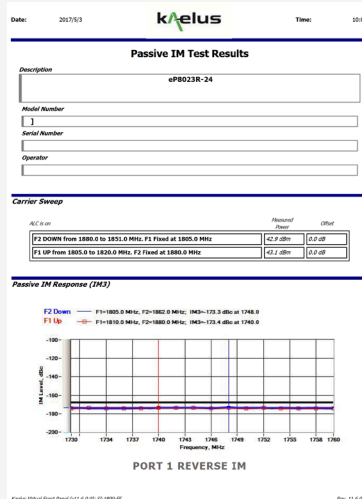 Date: 2017/5/3 kaelus Time: 10:
Passive IM Test Results
Description
eP8023R-24
Model Number
]
Serial Number
Operator
Carrier Sweep
ALC is on Measured Power Offset
F2 DOWN from 1880.0 to 1851.0 MHz. F1 Fixed at 1805.0 MHz 42.9 dBm 0.0 dB
F1 UP from 1805.0 to 1820.0 MHz. F2 Fixed at 1880.0 MHz 43.1 dBm 0.0 dB
Passive IM Response (IM3)
F2 Down F1=1805.0 MHz, F2=1862.0 MHz; IM3=-173.3 dBc at 1748.0
F1 Up F1=1810.0 MHz, F2=1880.0 MHz; IM3=-173.4 dBc at 1740.0
IM Level, dBc
-100
-120
-140
-160
-180
-200
1730 1734 1737 1740 1743 1746 1749 1752 1755 1758 1760
Frequency, MHz
PORT 1 REVERSE IM